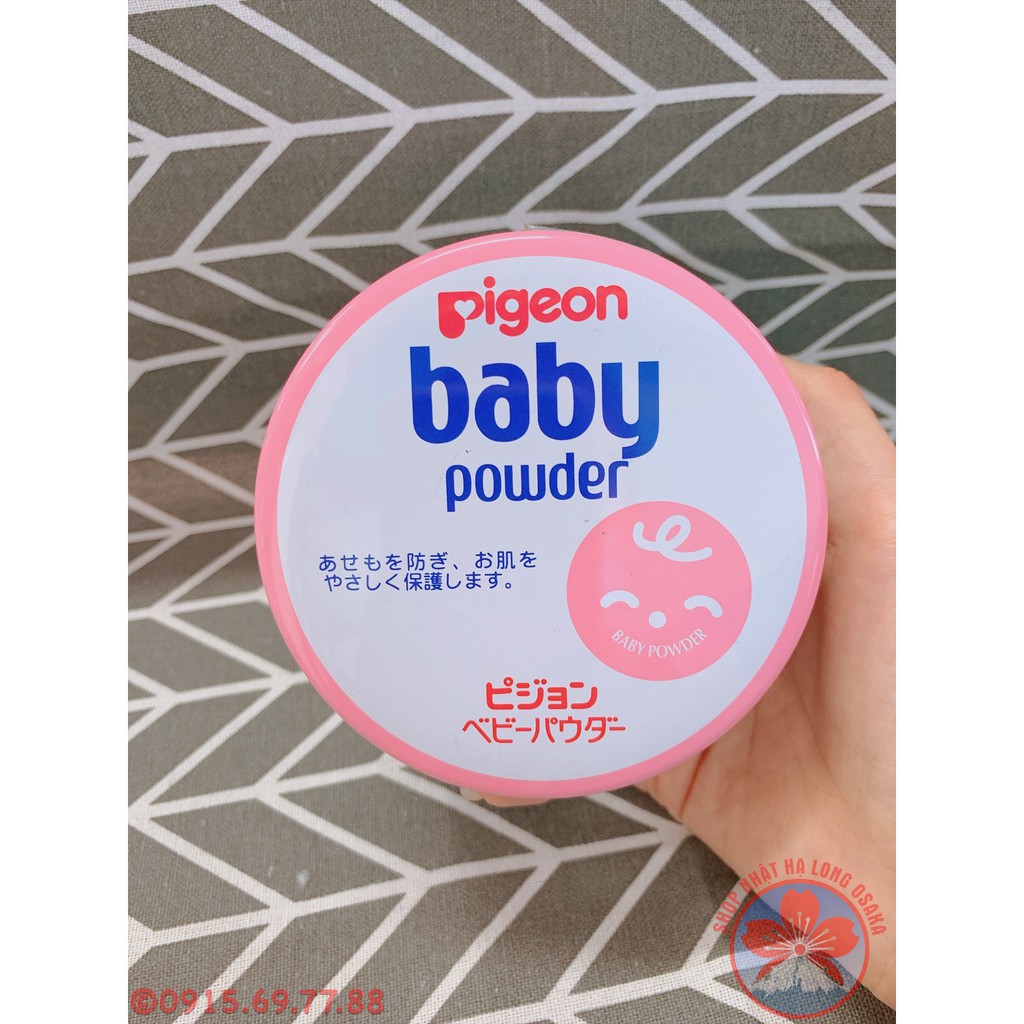 pigeon
baby
powder
あせもを防ぎ、お肌を
やさしく保護します。
BABY POWDER
ピジョン
ベビーパウダー
SHOP NHẬT HẠ LONG OSAKA
©0915.69.77.88